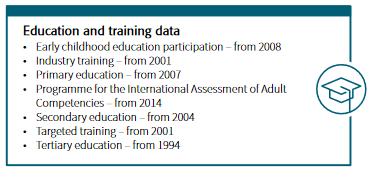 Education and training data
• Early childhood education participation – from 2008
• Industry training – from 2001
• Primary education – from 2007
• Programme for the International Assessment of Adult
Competencies – from 2014
• Secondary education – from 2004
• Targeted training – from 2001
• Tertiary education – from 1994